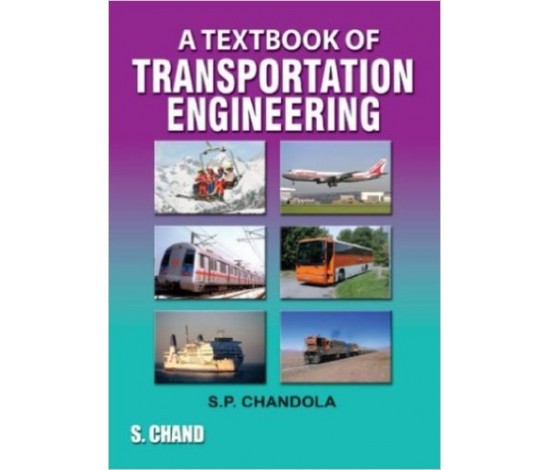 A TEXTBOOK OF
TRANSPORTATION
ENGINEERING
S.P. CHANDOLA
S. CHAND